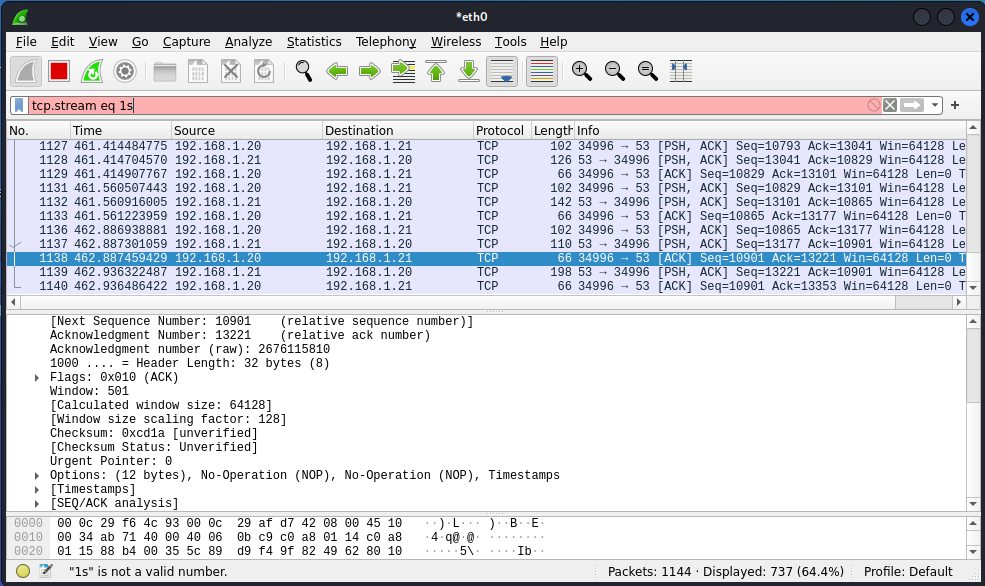 *eth0
File Edit View Go Capture Analyze Statistics Telephony Wireless Tools Help
tcp.stream eq 1s
No. Time Source Destination Protocol Length Info
1127 461.414484775 192.168.1.20 192.168.1.21 TCP 102 34996 → 53 [PSH, ACK] Seq=10793 Ack=13041 Win=64128 Le
1128 461.414704570 192.168.1.21 192.168.1.20 TCP 126 53 → 34996 [PSH, ACK] Seq=13041 Ack=10829 Win=64128 Le
1129 461.414907767 192.168.1.20 192.168.1.21 TCP 66 34996 → 53 [ACK] Seq=10829 Ack=13101 Win=64128 Len=0 T
1131 461.560507443 192.168.1.20 192.168.1.21 TCP 102 34996 → 53 [PSH, ACK] Seq=10829 Ack=13101 Win=64128 Le
1132 461.560916005 192.168.1.21 192.168.1.20 TCP 142 53 → 34996 [PSH, ACK] Seq=13101 Ack=10865 Win=64128 Le
1133 461.561223959 192.168.1.20 192.168.1.21 TCP 66 34996 → 53 [ACK] Seq=10865 Ack=13177 Win=64128 Len=0 T
1136 462.886938881 192.168.1.20 192.168.1.21 TCP 102 34996 → 53 [PSH, ACK] Seq=10865 Ack=13177 Win=64128 Le
1137 462.887301059 192.168.1.21 192.168.1.20 TCP 110 53 → 34996 [PSH, ACK] Seq=13177 Ack=10901 Win=64128 Le
1138 462.887459429 192.168.1.20 192.168.1.21 TCP 66 34996 → 53 [ACK] Seq=10901 Ack=13221 Win=64128 Len=0 T
1139 462.936322487 192.168.1.21 192.168.1.20 TCP 198 53 → 34996 [PSH, ACK] Seq=13221 Ack=10901 Win=64128 Le
1140 462.936486422 192.168.1.20 192.168.1.21 TCP 66 34996 → 53 [ACK] Seq=10901 Ack=13353 Win=64128 Len=0 T
[Next Sequence Number: 10901 (relative sequence number)]
Acknowledgment Number: 13221 (relative ack number)
Acknowledgment number (raw): 2676115810
1000 .... = Header Length: 32 bytes (8)
Flags: 0x010 (ACK)
Window: 501
[Calculated window size: 64128]
[Window size scaling factor: 128]
Checksum: 0xcd1a [unverified]
[Checksum Status: Unverified]
Urgent Pointer: 0
Options: (12 bytes), No-Operation (NOP), No-Operation (NOP), Timestamps
[Timestamps]
[SEQ/ACK analysis]
0000 00 0c 29 f6 4c 93 00 0c 29 af d7 42 08 00 45 10 ··)·L··· )··B··E·
0010 00 34 ab 71 40 00 40 06 0b c9 c0 a8 01 14 c0 a8 ·4·q@·@· ········
0020 01 15 88 b4 00 35 5c 89 d9 f4 9f 82 49 62 80 10 ·····5\· ····Ib··
"1s" is not a valid number. Packets: 1144 · Displayed: 737 (64.4%) Profile: Default